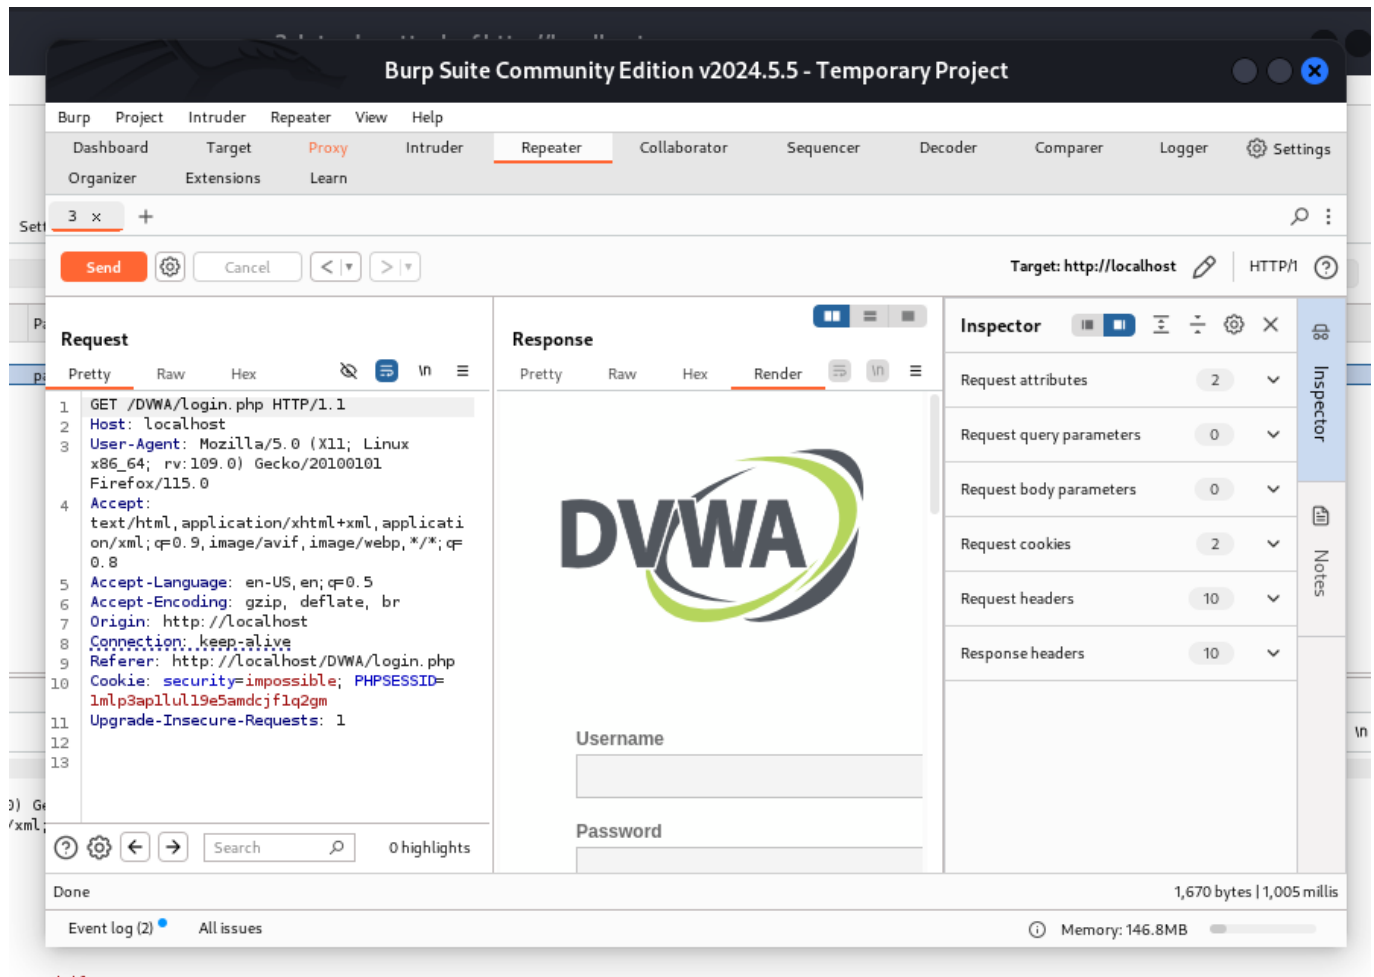 Burp Suite Community Edition v2024.5.5 - Temporary Project
Burp Project Intruder Repeater View Help
Dashboard Target Proxy Intruder Repeater Collaborator Sequencer Decoder Comparer Logger Settings
Organizer Extensions Learn
3 × +
Sett
Send Cancel < > Target: http://localhost HTTP/1 ?
Request
Response
Inspector
Pretty Raw Hex \n
Pretty Raw Hex Render \n
1 GET /DVWA/login.php HTTP/1.1
2 Host: localhost
3 User-Agent: Mozilla/5.0 (X11; Linux
x86_64; rv:109.0) Gecko/20100101
Firefox/115.0
4 Accept:
text/html,application/xhtml+xml,applicati
on/xml;q=0.9,image/avif,image/webp,*/*;q=
0.8
5 Accept-Language: en-US,en;q=0.5
6 Accept-Encoding: gzip, deflate, br
7 Origin: http://localhost
8 Connection: keep-alive
9 Referer: http://localhost/DVWA/login.php
10 Cookie: security=impossible; PHPSESSID=
1mlp3ap1lul19e5amdcjf1q2gm
11 Upgrade-Insecure-Requests: 1
12
13
DVWA
Username
Password
Request attributes 2
Request query parameters 0
Request body parameters 0
Request cookies 2
Request headers 10
Response headers 10
Inspector
Notes
\n
Search 0 highlights
Done 1,670 bytes | 1,005 millis
Event log (2) All issues Memory: 146.8MB